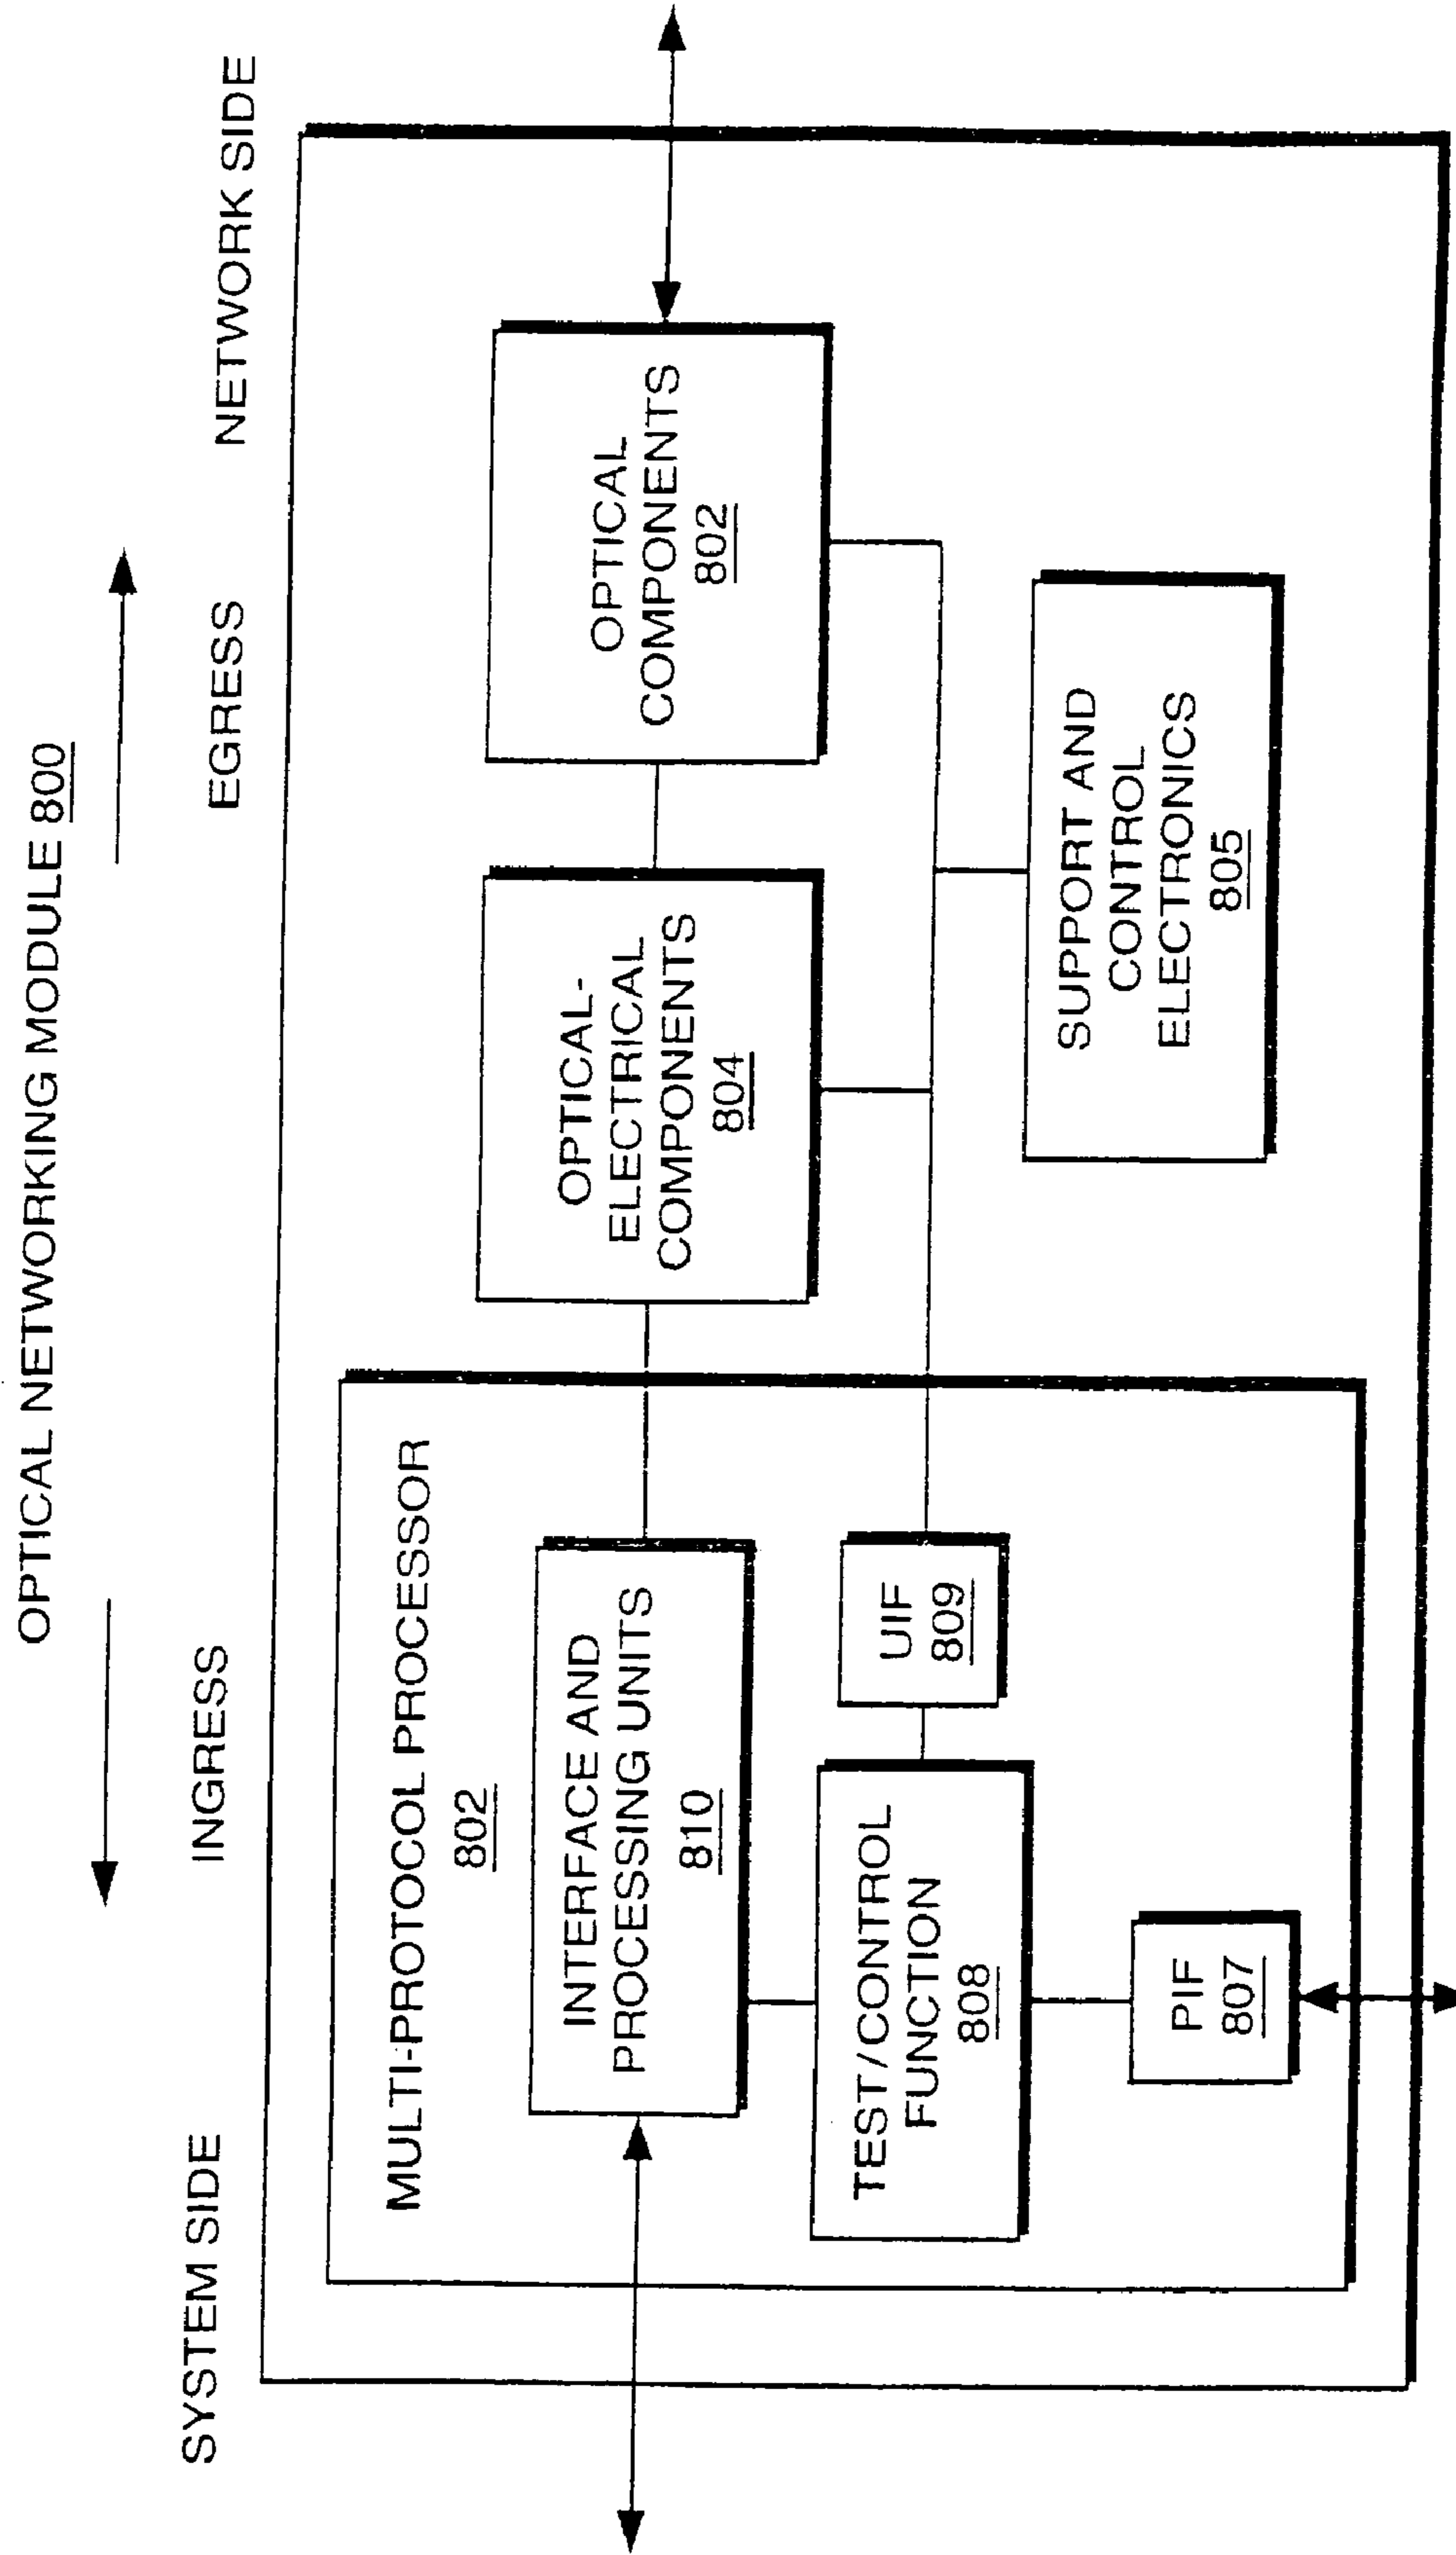 OPTICAL NETWORKING MODULE 800
SYSTEM SIDE
INGRESS
EGRESS
NETWORK SIDE
MULTI-PROTOCOL PROCESSOR
802
INTERFACE AND
PROCESSING UNITS
810
OPTICAL-
ELECTRICAL
COMPONENTS
804
OPTICAL
COMPONENTS
802
TEST/CONTROL
FUNCTION
808
UIF
809
PIF
807
SUPPORT AND
CONTROL
ELECTRONICS
805